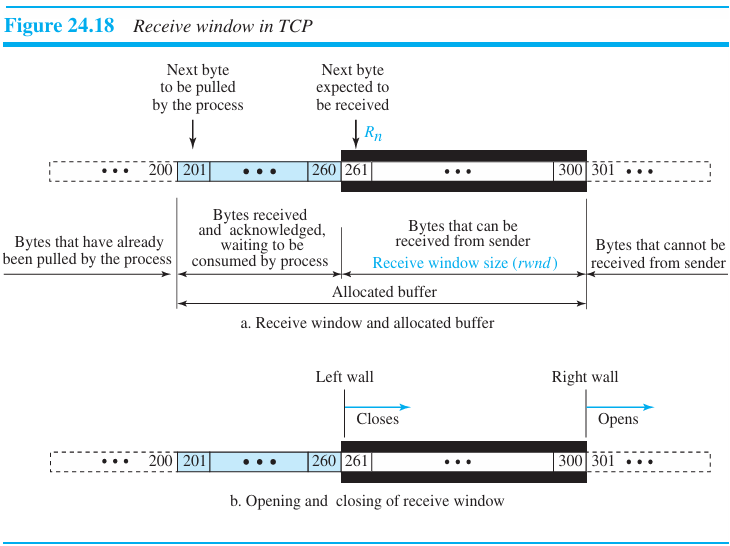 Figure 24.18 Receive window in TCP
Next byte
to be pulled
by the process
Next byte
expected to
be received
Rn
••• 200 201 ••• 260 261 ••• 300 301 •••
Bytes that have already
been pulled by the process
Bytes received
and acknowledged,
waiting to be
consumed by process
Bytes that can be
received from sender
Receive window size (rwnd)
Bytes that cannot be
received from sender
Allocated buffer
a. Receive window and allocated buffer
Left wall
Right wall
Closes
Opens
••• 200 201 ••• 260 261 ••• 300 301 •••
b. Opening and closing of receive window